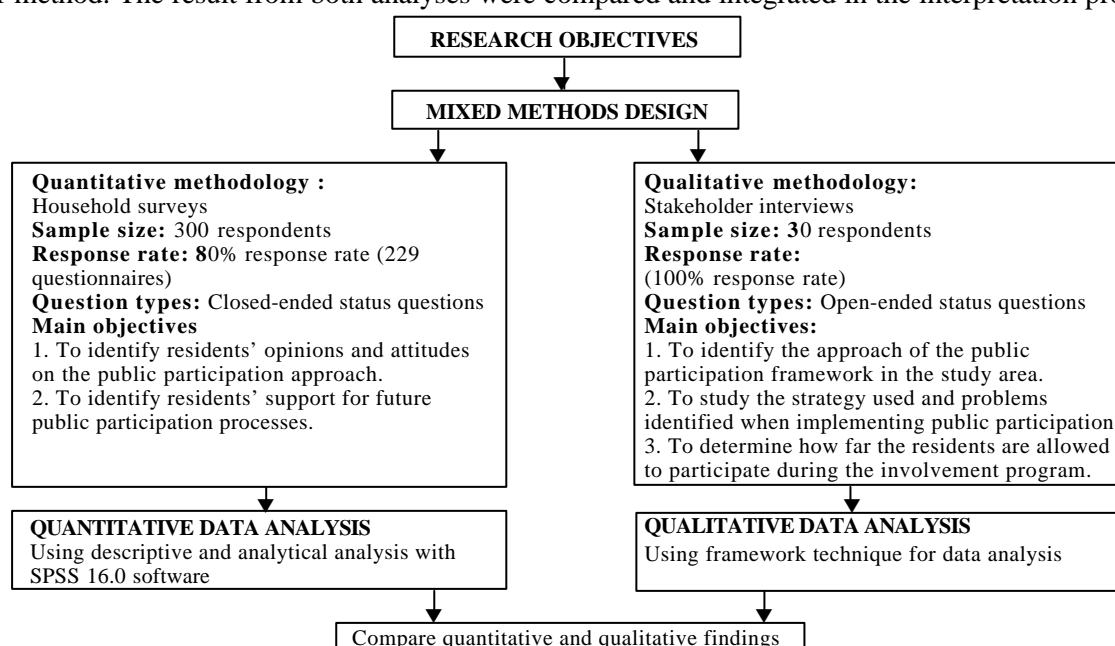 method. The result from both analyses were compared and integrated in the interpretation
RESEARCH OBJECTIVES
MIXED METHODS DESIGN
Quantitative methodology :
Household surveys
Sample size: 300 respondents
Response rate: 80% response rate (229
questionnaires)
Question types: Closed-ended status questions
Main objectives
1. To identify residents’ opinions and attitudes
on the public participation approach.
2. To identify residents’ support for future
public participation processes.
Qualitative methodology:
Stakeholder interviews
Sample size: 30 respondents
Response rate:
(100% response rate)
Question types: Open-ended status questions
Main objectives:
1. To identify the approach of the public
participation framework in the study area.
2. To study the strategy used and problems
identified when implementing public participation
3. To determine how far the residents are allowed
to participate during the involvement program.
QUANTITATIVE DATA ANALYSIS
Using descriptive and analytical analysis with
SPSS 16.0 software
QUALITATIVE DATA ANALYSIS
Using framework technique for data analysis
Compare quantitative and qualitative findings